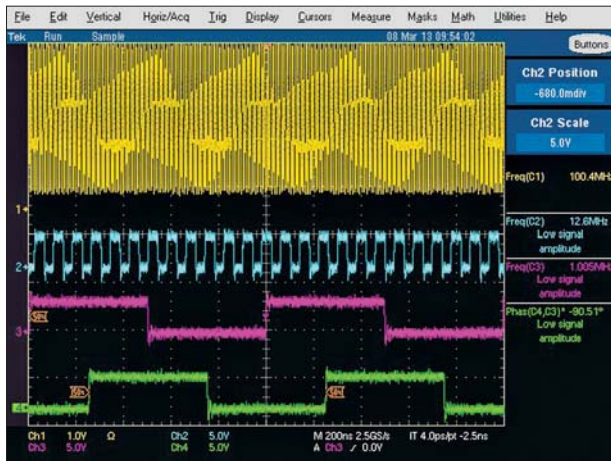 File Edit Vertical Horiz/Acq Trig Display Cursors Measure Masks Math Utilities Help
Tek Run Sample 08 Mar 13 09:54:02
Buttons
Ch2 Position
-680.0mdiv
Ch2 Scale
5.0V
Freq(C1) 100.4MHz
1
Freq(C2) 12.6MHz
Low signal
amplitude
2
Freq(C3) 1.005MHz
Low signal
amplitude
3
Phas(C4,C3)* -90.51°
Low signal
amplitude
Ch1 1.0V Ω Ch2 5.0V M 200ns 2.5GS/s IT 4.0ps/pt -2.5ns
Ch3 5.0V Ch4 5.0V A Ch3 0.0V